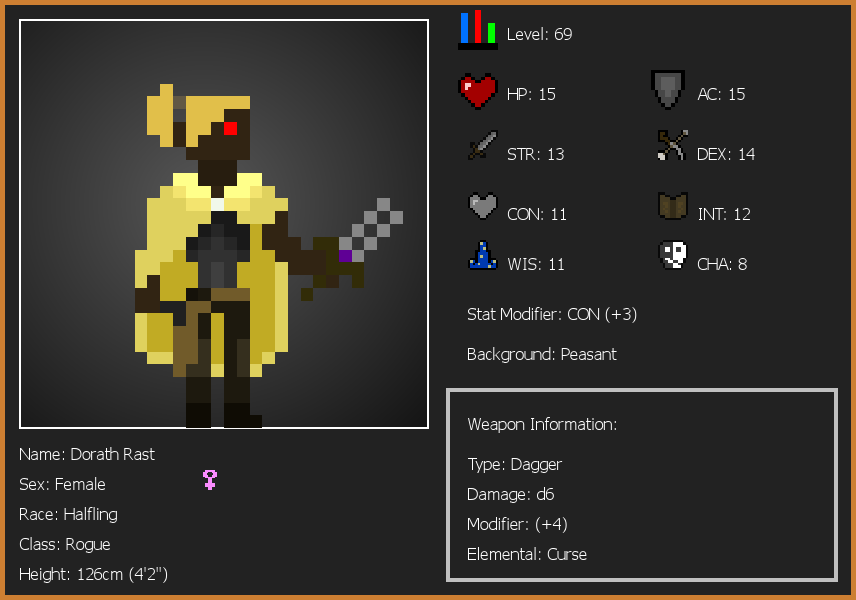 Level: 69
HP: 15
AC: 15
STR: 13
DEX: 14
CON: 11
INT: 12
WIS: 11
CHA: 8
Stat Modifier: CON (+3)
Background: Peasant
Weapon Information:
Type: Dagger
Damage: d6
Modifier: (+4)
Elemental: Curse
Name: Dorath Rast
Sex: Female
Race: Halfling
Class: Rogue
Height: 126cm (4'2")